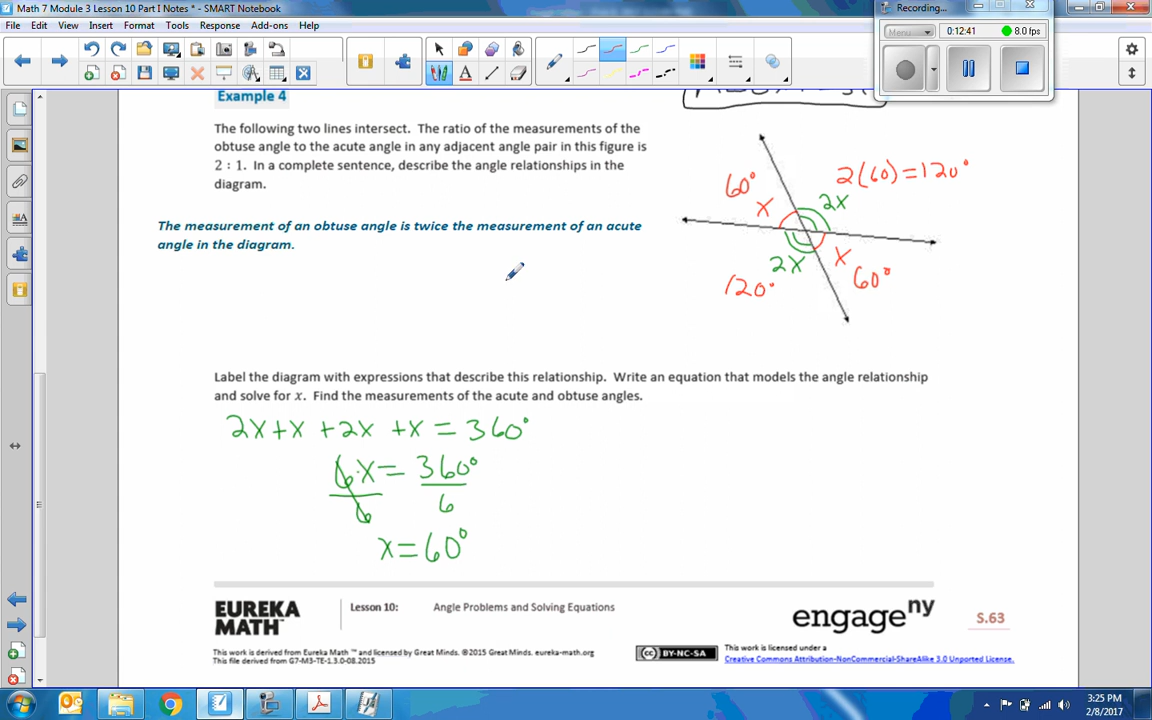 Math 7 Module 3 Lesson 10 Part I Notes * - SMART Notebook
Recording...
File Edit View Insert Format Tools Response Add-ons Help
Menu
0:12:41
8.0 fps
Example 4
The following two lines intersect. The ratio of the measurements of the
obtuse angle to the acute angle in any adjacent angle pair in this figure is
2 : 1. In a complete sentence, describe the angle relationships in the
diagram.
The measurement of an obtuse angle is twice the measurement of an acute
angle in the diagram.
60°
2(60)=120°
x
2x
2x
x
120°
60°
Label the diagram with expressions that describe this relationship. Write an equation that models the angle relationship
and solve for x. Find the measurements of the acute and obtuse angles.
2x+x +2x +x = 360°
6·x = 360°
6 6
x = 60°
EUREKA
MATH™
Lesson 10: Angle Problems and Solving Equations
engageny
S.63
This work is derived from Eureka Math ™ and licensed by Great Minds. ©2015 Great Minds. eureka-math.org
This file derived from G7-M3-TE-1.3.0-08.2015
(cc) BY-NC-SA
This work is licensed under a
Creative Commons Attribution-NonCommercial-ShareAlike 3.0 Unported License.
3:25 PM
2/8/2017